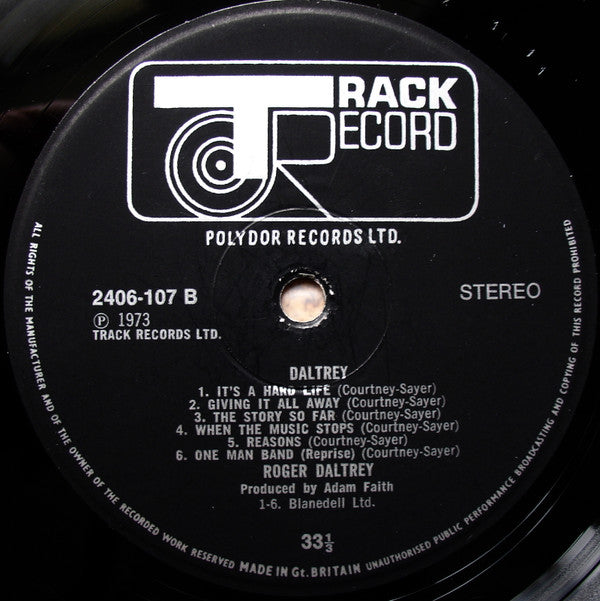 TRACK
RECORD
POLYDOR RECORDS LTD.
2406-107 B
STEREO
Ⓟ 1973
TRACK RECORDS LTD.
DALTREY
1. IT'S A HARD LIFE (Courtney-Sayer)
2. GIVING IT ALL AWAY (Courtney-Sayer)
3. THE STORY SO FAR (Courtney-Sayer)
4. WHEN THE MUSIC STOPS (Courtney-Sayer)
5. REASONS (Courtney-Sayer)
6. ONE MAN BAND (Reprise) (Courtney-Sayer)
ROGER DALTREY
Produced by Adam Faith
1-6. Blanedell Ltd.
33⅓
ALL RIGHTS OF THE MANUFACTURER AND OF THE OWNER OF THE RECORDED WORK RESERVED MADE IN Gt. BRITAIN UNAUTHORISED PUBLIC PERFORMANCE BROADCASTING AND COPYING OF THIS RECORD PROHIBITED